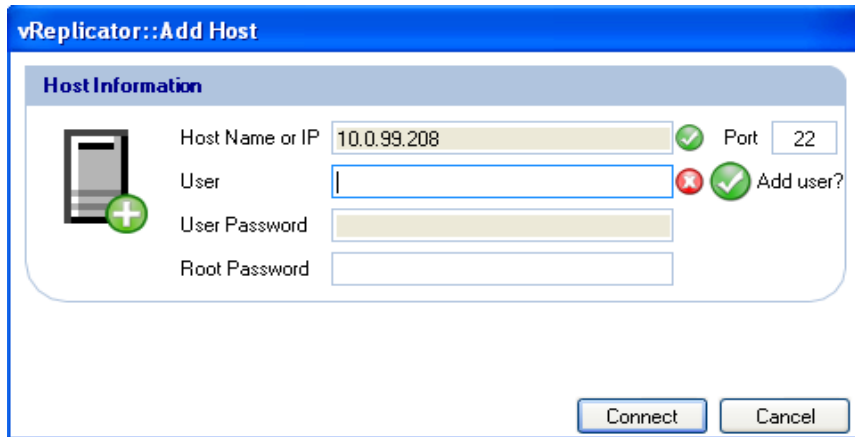 vReplicator::Add Host
Host Information
Host Name or IP 10.0.99.208 Port 22
User Add user?
User Password
Root Password
Connect Cancel